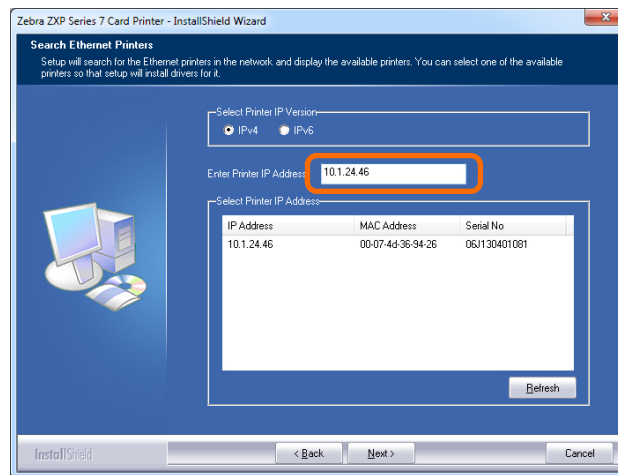 Zebra ZXP Series 7 Card Printer - InstallShield Wizard
Search Ethernet Printers
Setup will search for the Ethernet printers in the network and display the available printers. You can select one of the available
printers so that setup will install drivers for it.
Select Printer IP Version
IPv4 IPv6
Enter Printer IP Address 10.1.24.46
Select Printer IP Address
IP Address MAC Address Serial No
10.1.24.46 00-07-4d-36-94-26 06J130401081
Refresh
InstallShield < Back Next > Cancel